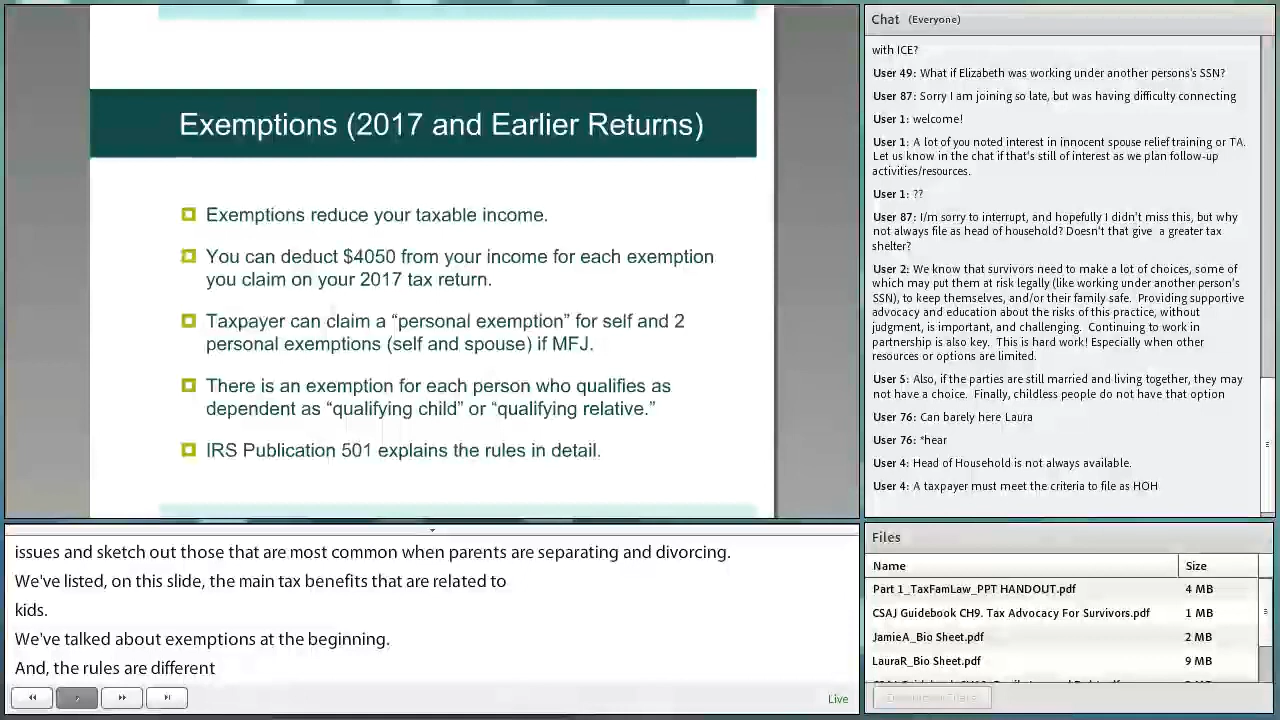 Exemptions (2017 and Earlier Returns)
Exemptions reduce your taxable income.
You can deduct $4050 from your income for each exemption
you claim on your 2017 tax return.
Taxpayer can claim a “personal exemption” for self and 2
personal exemptions (self and spouse) if MFJ.
There is an exemption for each person who qualifies as
dependent as “qualifying child” or “qualifying relative.”
IRS Publication 501 explains the rules in detail.
issues and sketch out those that are most common when parents are separating and divorcing.
We've listed, on this slide, the main tax benefits that are related to
kids.
We've talked about exemptions at the beginning.
And, the rules are different
Live
Chat (Everyone)
with ICE?
User 49: What if Elizabeth was working under another persons's SSN?
User 87: Sorry I am joining so late, but was having difficulty connecting
User 1: welcome!
User 1: A lot of you noted interest in innocent spouse relief training or TA.
Let us know in the chat if that's still of interest as we plan follow-up
activities/resources.
User 1: ??
User 87: I/m sorry to interrupt, and hopefully I didn't miss this, but why
not always file as head of household? Doesn't that give a greater tax
shelter?
User 2: We know that survivors need to make a lot of choices, some of
which may put them at risk legally (like working under another person's
SSN), to keep themselves, and/or their family safe. Providing supportive
advocacy and education about the risks of this practice, without
judgment, is important, and challenging. Continuing to work in
partnership is also key. This is hard work! Especially when other
resources or options are limited.
User 5: Also, if the parties are still married and living together, they may
not have a choice. Finally, childless people do not have that option
User 76: Can barely here Laura
User 76: *hear
User 4: Head of Household is not always available.
User 4: A taxpayer must meet the criteria to file as HOH
Files
Name Size
Part 1_TaxFamLaw_PPT HANDOUT.pdf 4 MB
CSAJ Guidebook CH9. Tax Advocacy For Survivors.pdf 1 MB
JamieA_Bio Sheet.pdf 2 MB
LauraR_Bio Sheet.pdf 9 MB